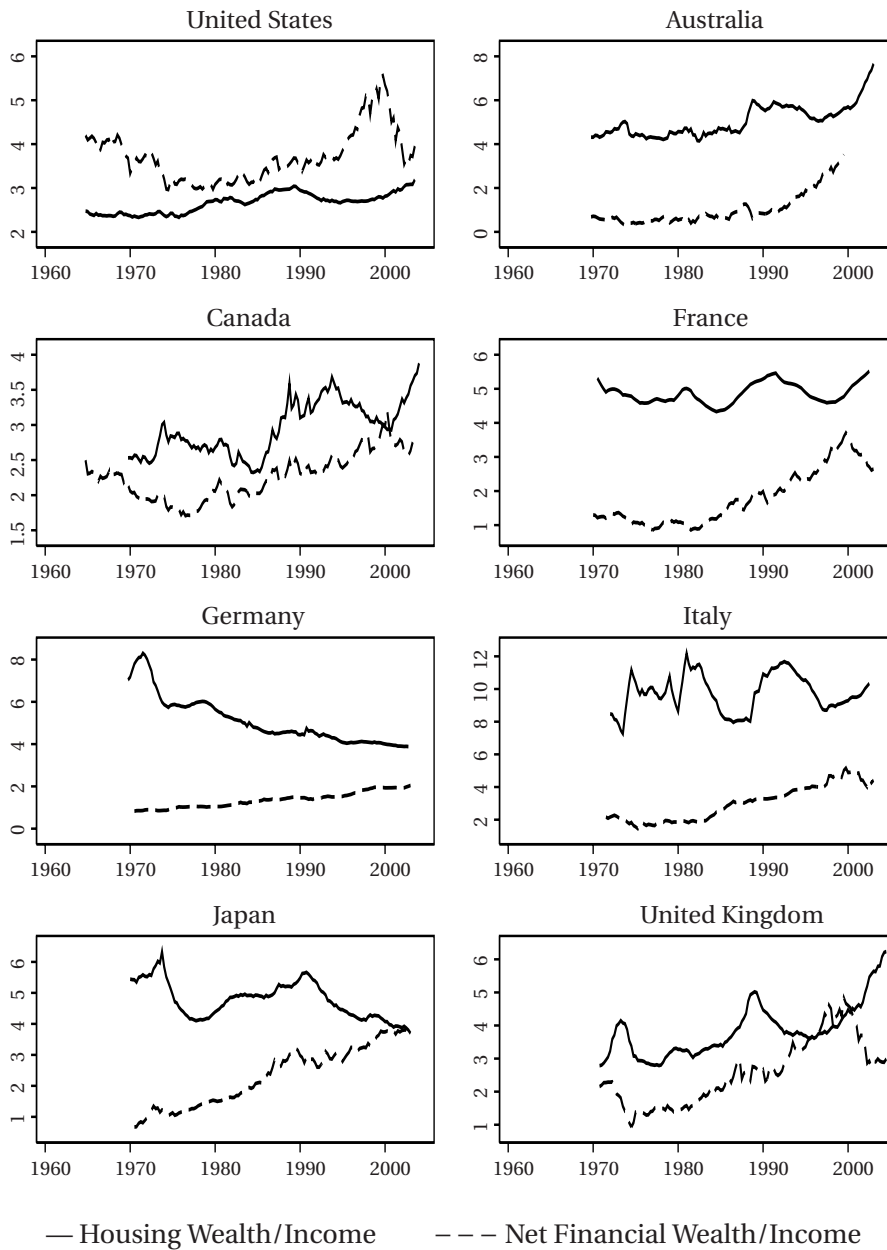 United States
6
5
4
3
2
1960 1970 1980 1990 2000
Australia
8
6
4
2
0
1960 1970 1980 1990 2000
Canada
4
3.5
3
2.5
2
1.5
1960 1970 1980 1990 2000
France
6
5
4
3
2
1
1960 1970 1980 1990 2000
Germany
8
6
4
2
0
1960 1970 1980 1990 2000
Italy
12
10
8
6
4
2
1960 1970 1980 1990 2000
Japan
6
5
4
3
2
1
1960 1970 1980 1990 2000
United Kingdom
6
5
4
3
2
1
1960 1970 1980 1990 2000
Housing Wealth/Income
Net Financial Wealth/Income